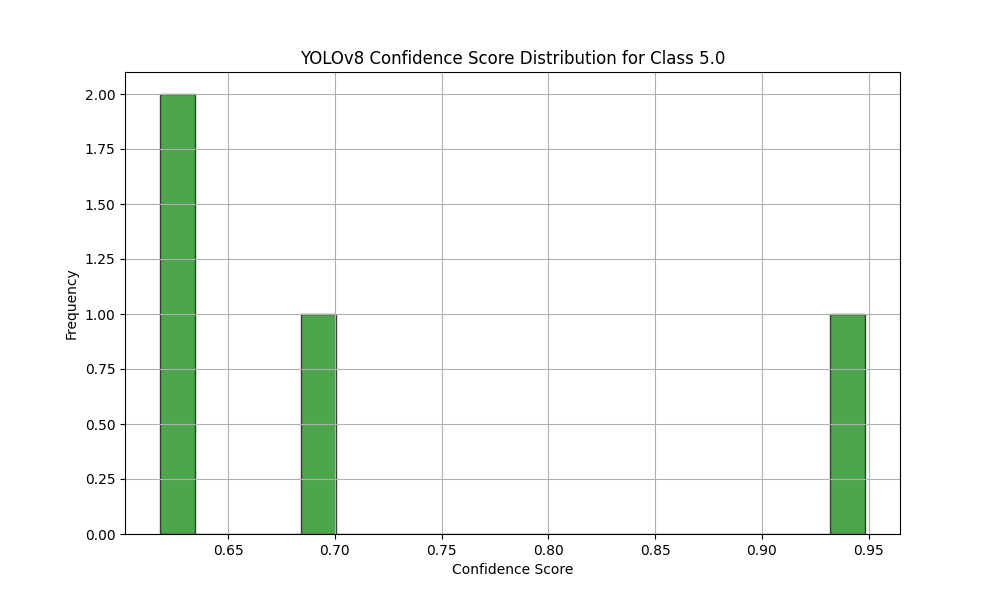 YOLOv8 Confidence Score Distribution for Class 5.0
2.00
1.75
1.50
1.25
1.00
0.75
0.50
0.25
0.00
Frequency
0.65 0.70 0.75 0.80 0.85 0.90 0.95
Confidence Score